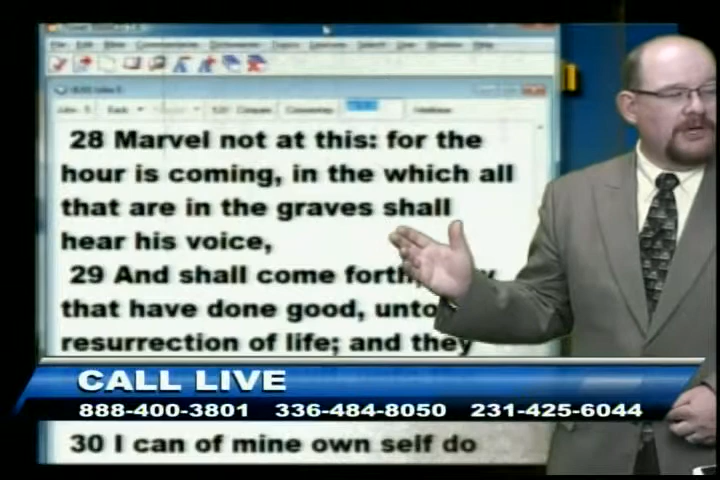 28 Marvel not at this: for the
hour is coming, in the which all
that are in the graves shall
hear his voice,
29 And shall come forth,
that have done good, unto
resurrection of life; and they
CALL LIVE
888-400-3801 336-484-8050 231-425-6044
30 I can of mine own self do